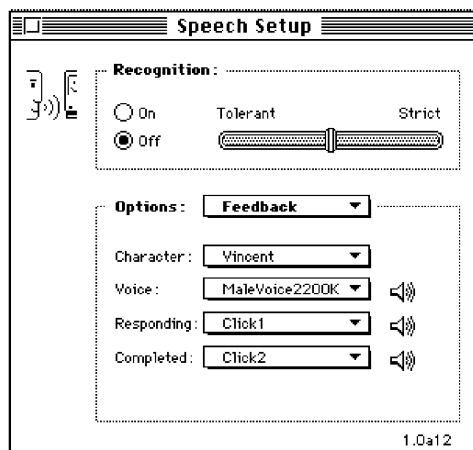 Speech Setup
Recognition:
On Tolerant Strict
Off
Options: Feedback
Character: Vincent
Voice: MaleVoice2200K
Responding: Click1
Completed: Click2
1.0a12